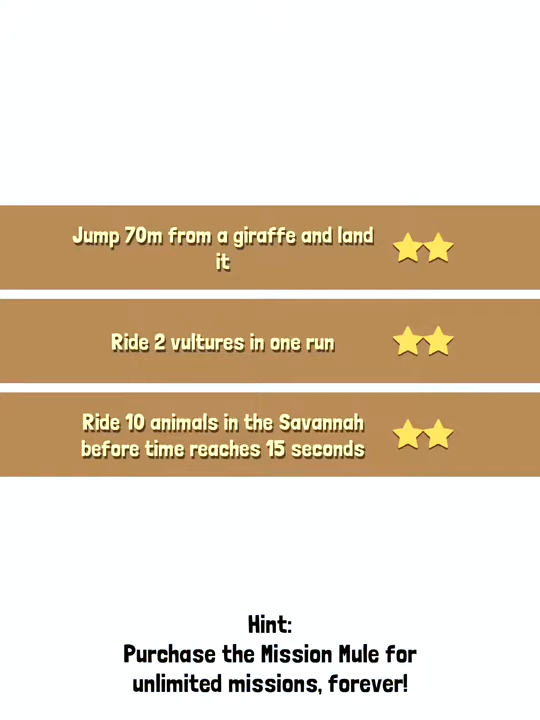 Jump 70m from a giraffe and land
it
Ride 2 vultures in one run
Ride 10 animals in the Savannah
before time reaches 15 seconds
Hint:
Purchase the Mission Mule for
unlimited missions, forever!